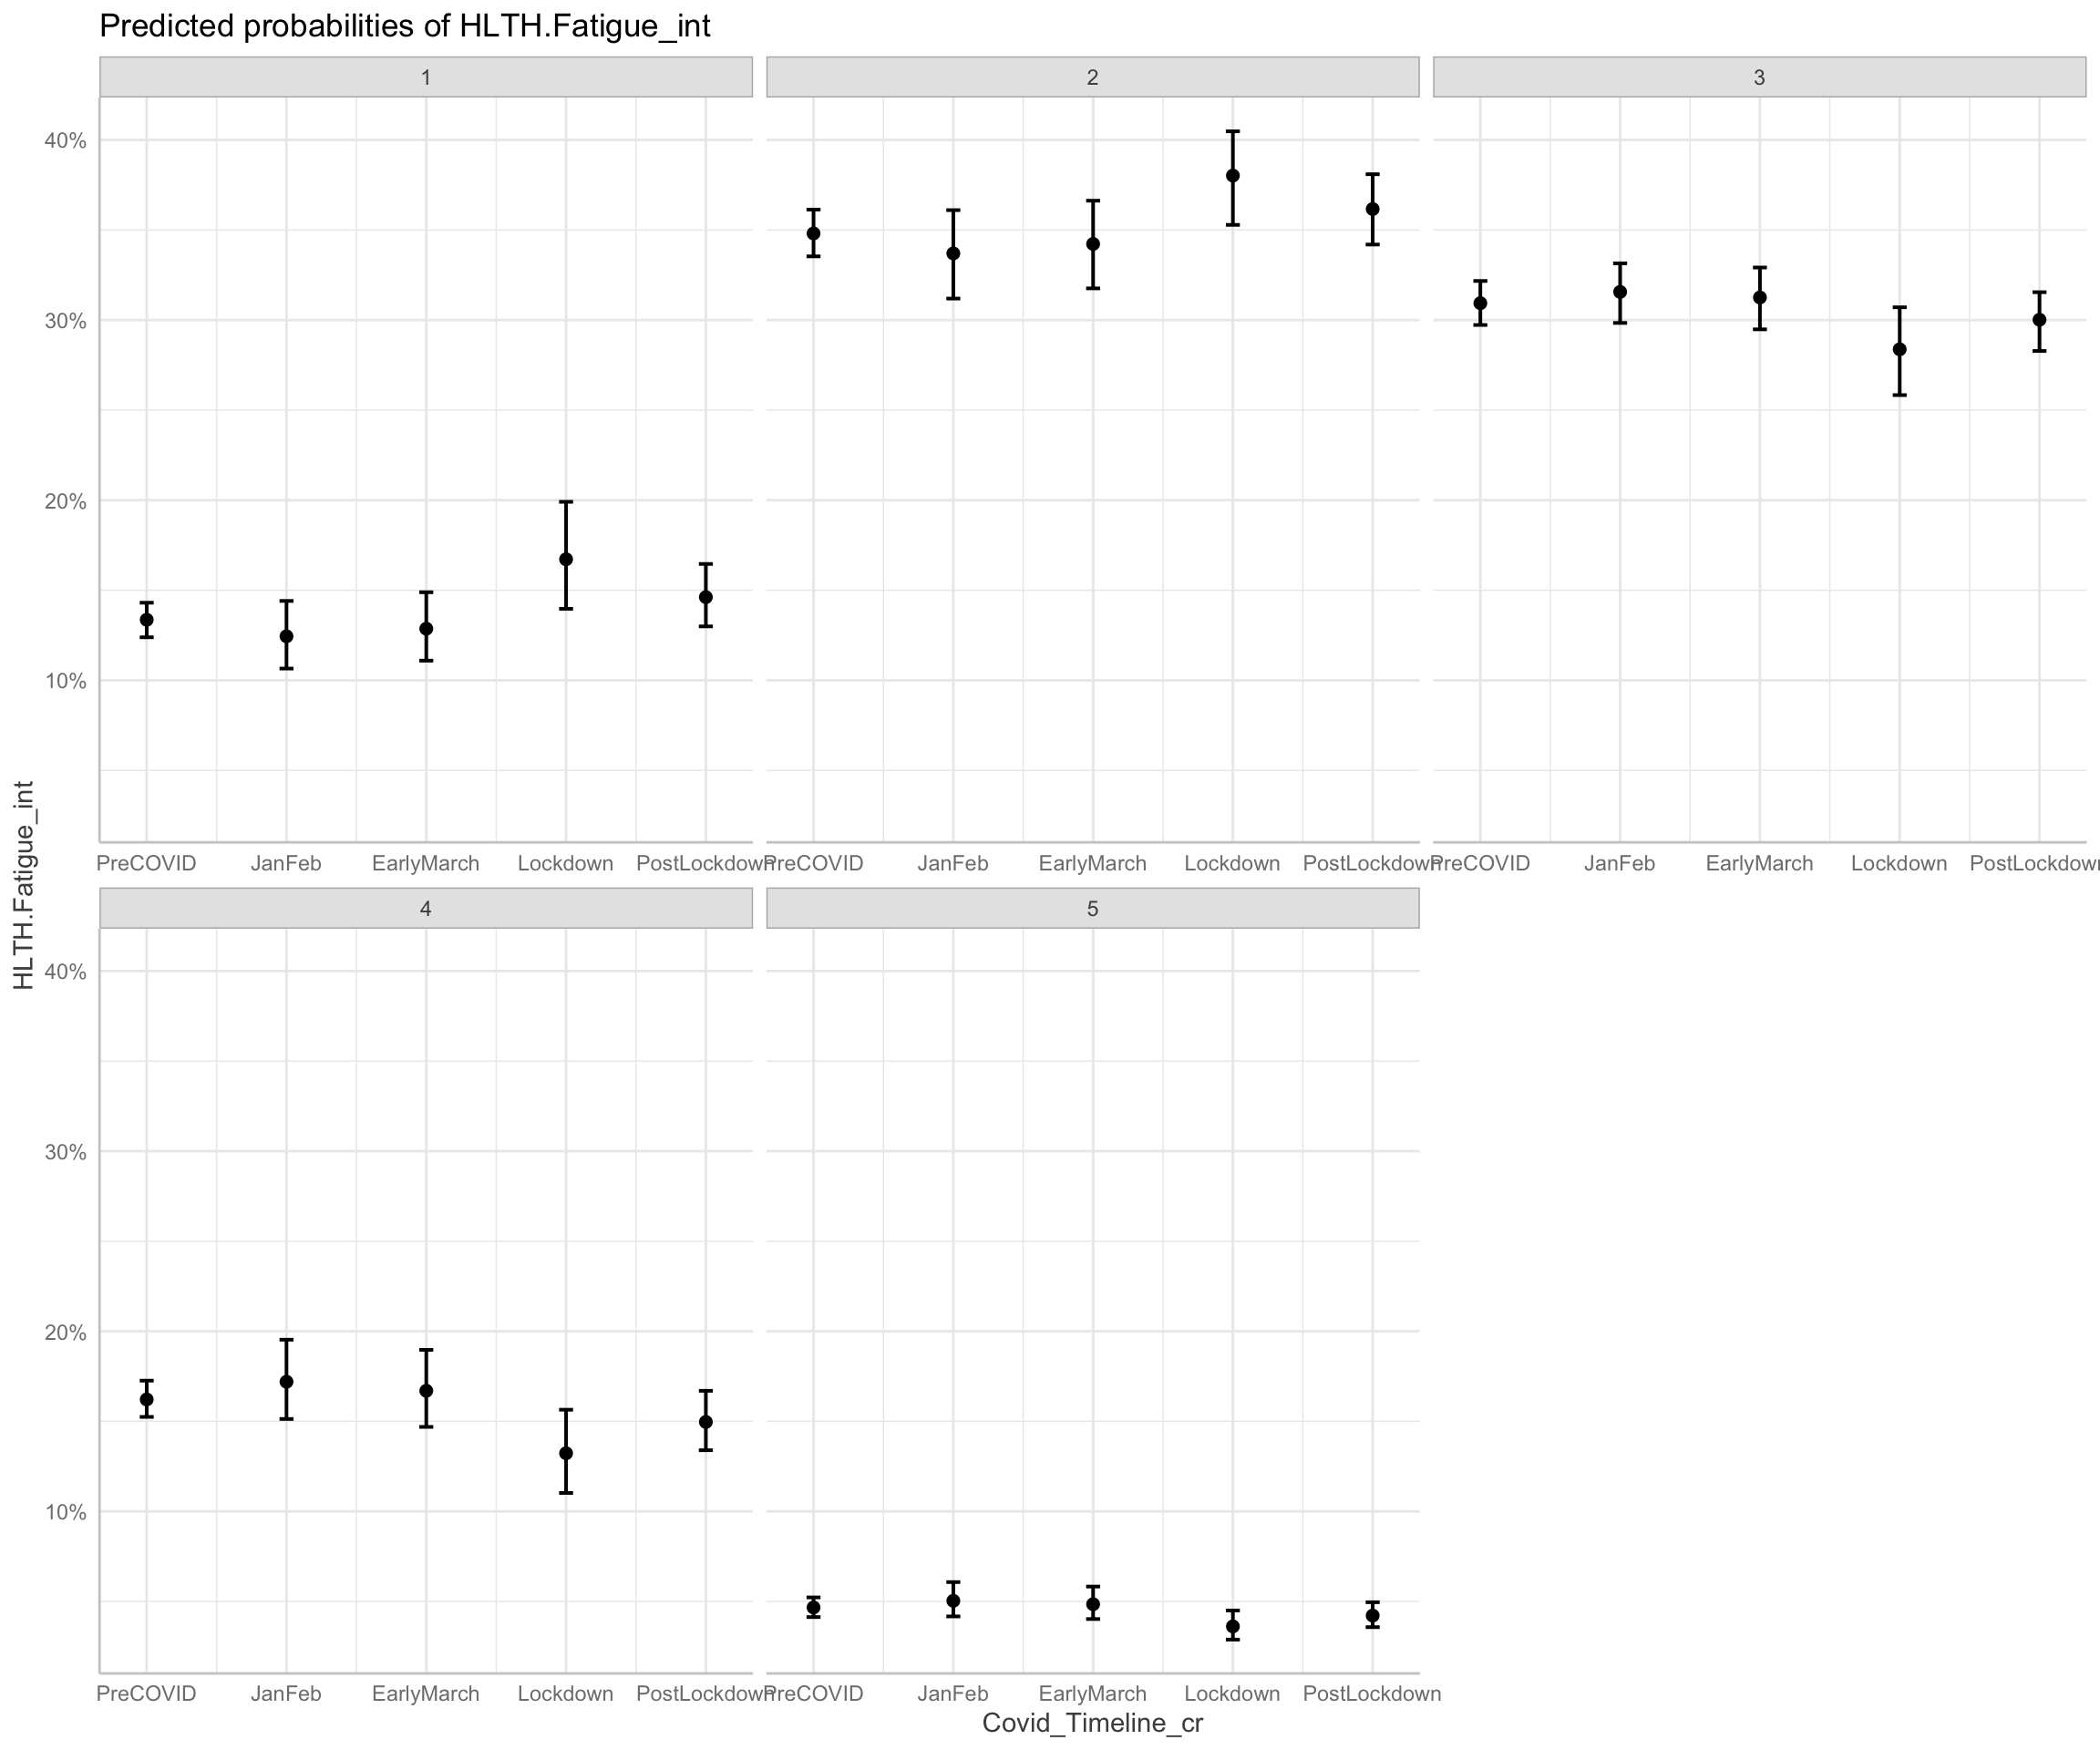 Predicted probabilities of HLTH.Fatigue_int
1 2 3
40%
30%
20%
10%
PreCOVID JanFeb EarlyMarch Lockdown PostLockdown PreCOVID JanFeb EarlyMarch Lockdown PostLockdown PreCOVID JanFeb EarlyMarch Lockdown PostLockdown
HLTH.Fatigue_int
4 5
40%
30%
20%
10%
PreCOVID JanFeb EarlyMarch Lockdown PostLockdown PreCOVID JanFeb EarlyMarch Lockdown PostLockdown
Covid_Timeline_cr